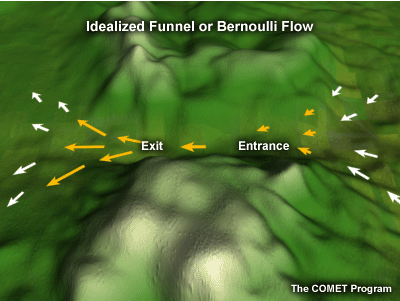 Idealized Funnel or Bernoulli Flow
Exit
Entrance
The COMET Program